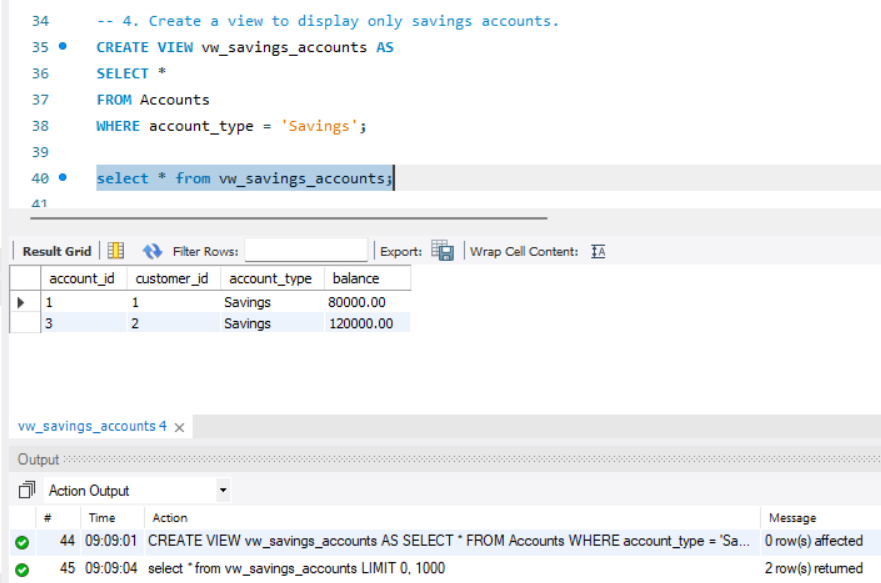 34 -- 4. Create a view to display only savings accounts.
35 CREATE VIEW vw_savings_accounts AS
36 SELECT *
37 FROM Accounts
38 WHERE account_type = 'Savings';
39
40 select * from vw_savings_accounts;
41
Result Grid Filter Rows: Export: Wrap Cell Content: IA
account_id customer_id account_type balance
1 1 Savings 80000.00
3 2 Savings 120000.00
vw_savings_accounts 4 ×
Output
Action Output
# Time Action Message
44 09:09:01 CREATE VIEW vw_savings_accounts AS SELECT * FROM Accounts WHERE account_type = 'Sa... 0 row(s) affected
45 09:09:04 select * from vw_savings_accounts LIMIT 0, 1000 2 row(s) returned